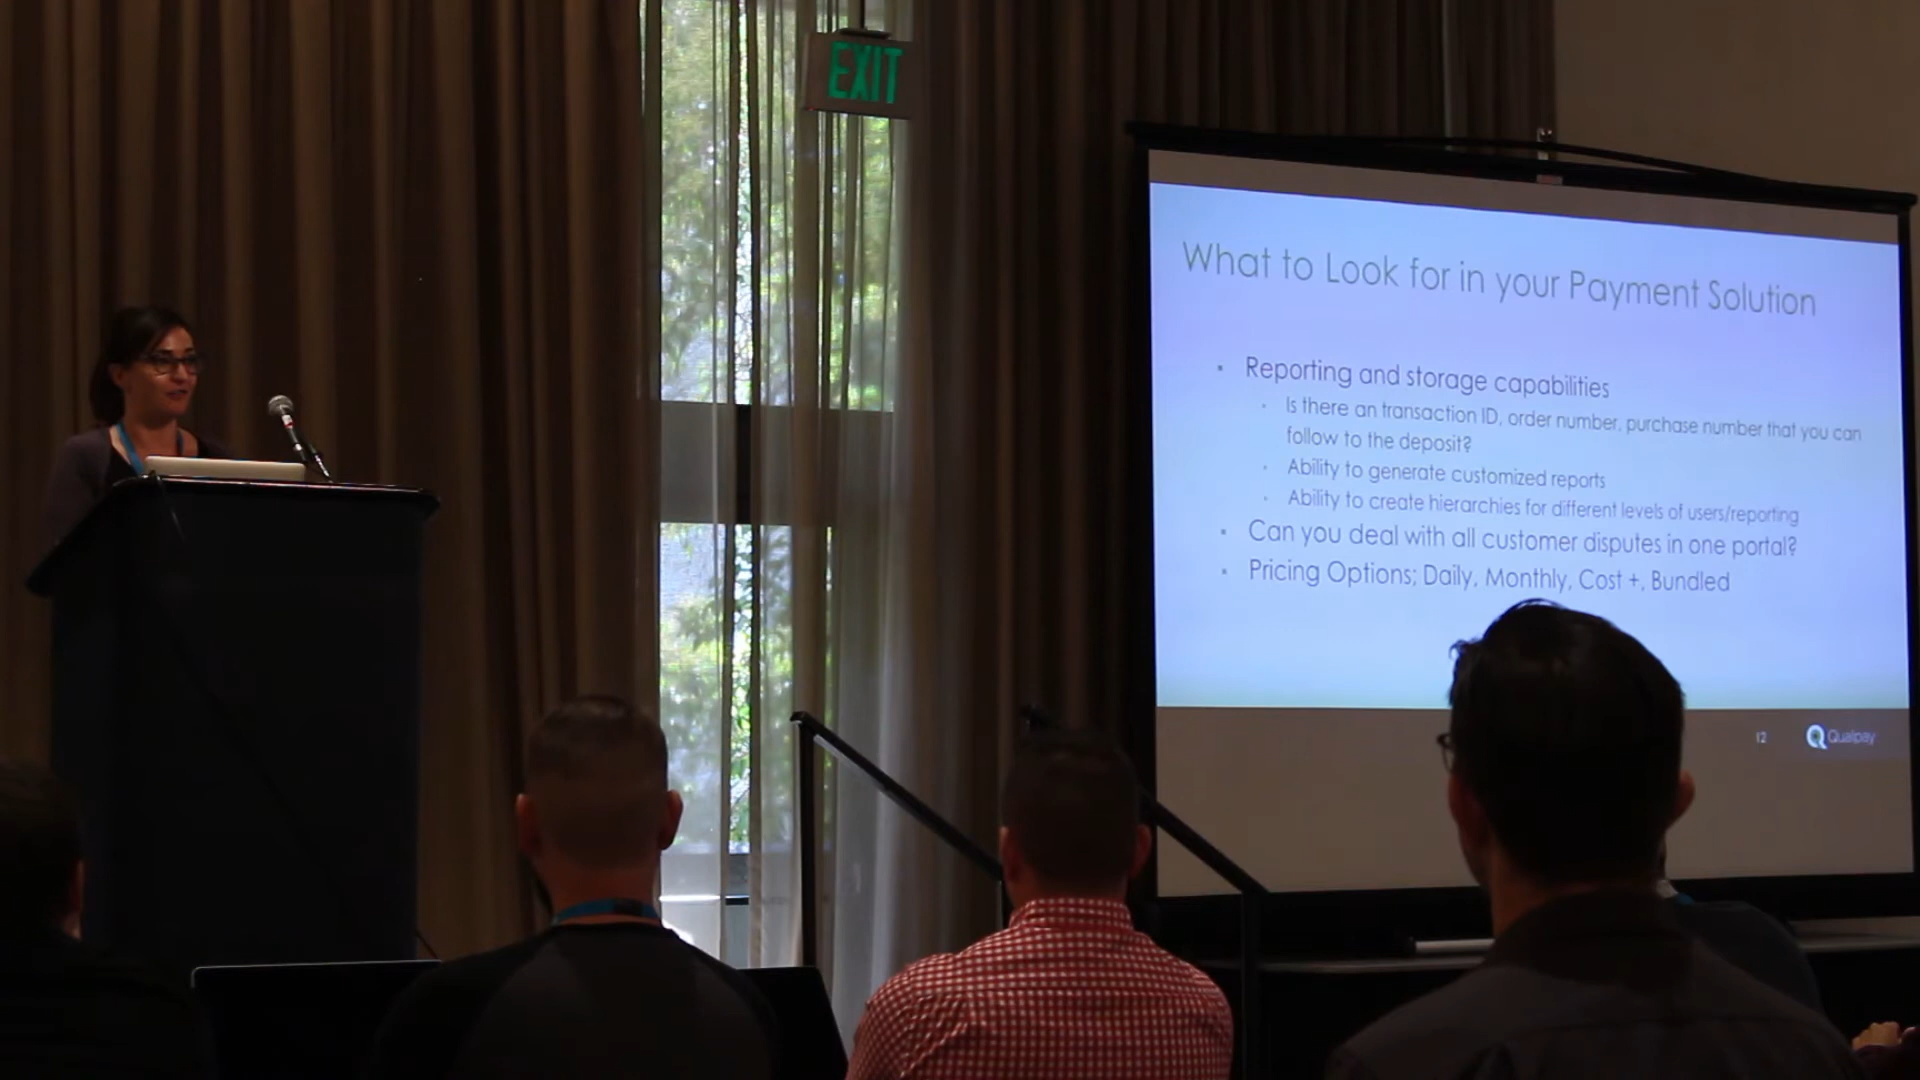 EXIT
What to Look for in your Payment Solution
Reporting and storage capabilities
Is there an transaction ID, order number, purchase number that you can
follow to the deposit?
Ability to generate customized reports
Ability to create hierarchies for different levels of users/reporting
Can you deal with all customer disputes in one portal?
Pricing Options; Daily, Monthly, Cost +, Bundled
12
Qualpay